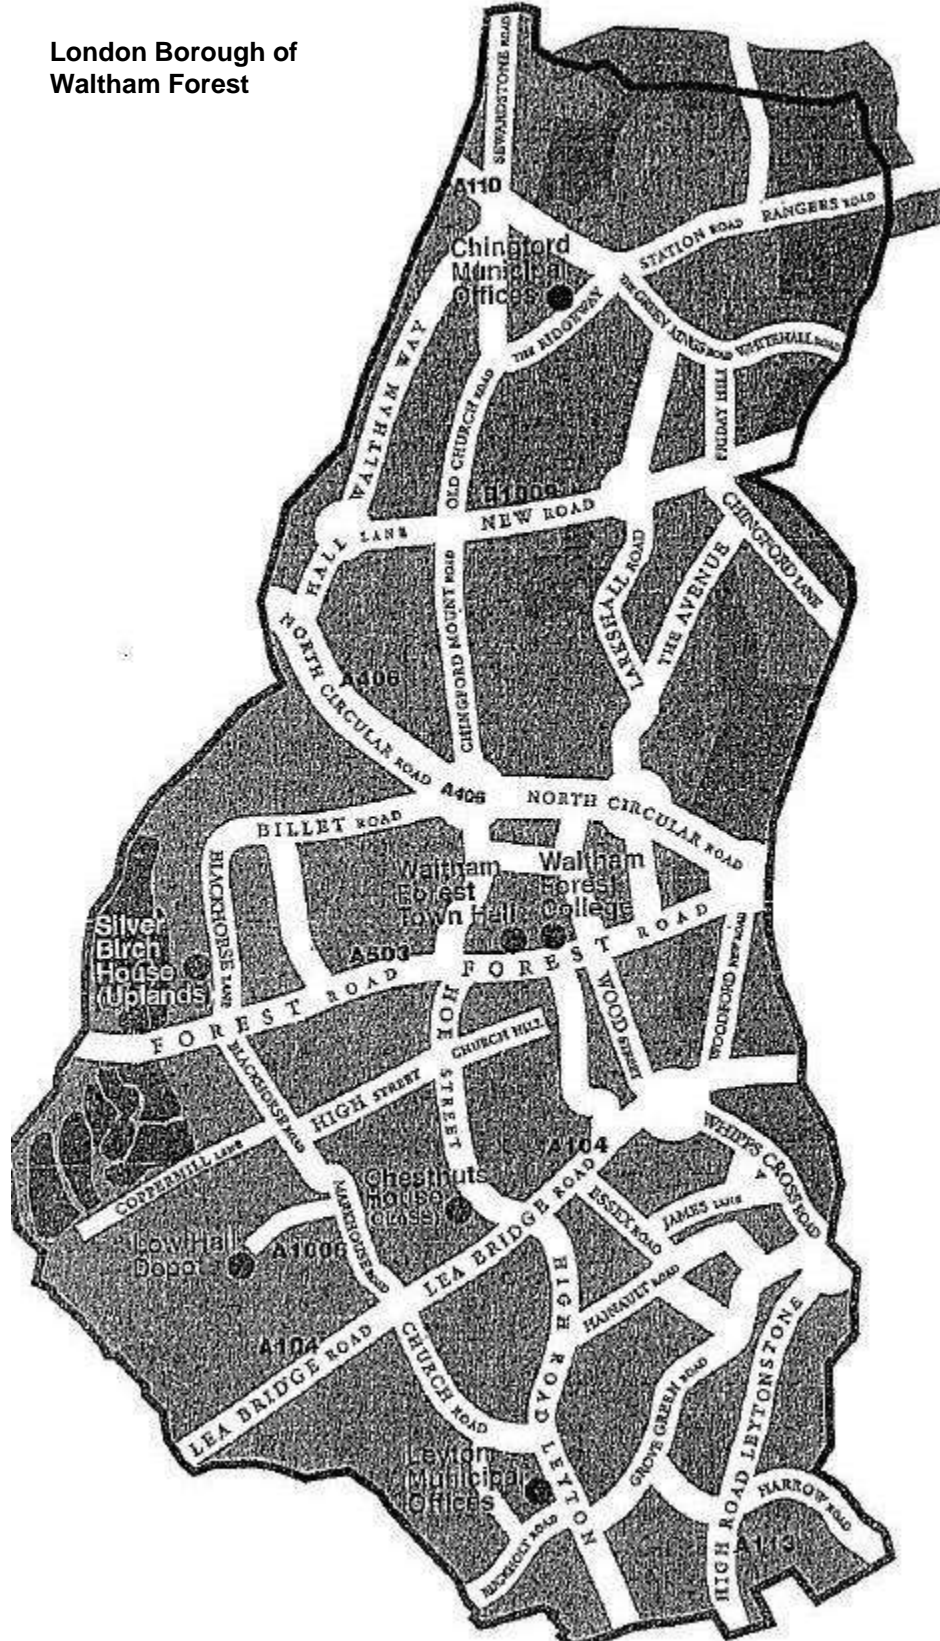 London Borough of
Waltham Forest
SEWARDSTONE ROAD
A110
STATION ROAD
RANGERS ROAD
Chingford
Municipal
Offices
THE RIDGEWAY
THE GREEN
KINGS ROAD
WHITEHALL ROAD
WALTHAM WAY
OLD CHURCH ROAD
FRIDAY HILL
B1009
NEW ROAD
HALL LANE
CHINGFORD LANE
CHINGFORD MOUNT ROAD
LARKSHALL ROAD
THE AVENUE
NORTH CIRCULAR ROAD
A406
A406
NORTH CIRCULAR ROAD
BILLET ROAD
BLACKHORSE LANE
Waltham
Forest
Town Hall
Waltham
Forest
College
Silver
Birch
House
(Uplands
A503
FOREST ROAD
FOREST ROAD
WOOD STREET
HOE STREET
CHURCH HILL
BLACKHORSE ROAD
HIGH STREET
COPPERMILL LANE
A104
WHIPPS CROSS ROAD
Chestnuts
House
MARKHOUSE ROAD
Low Hall
Depot
A1006
LEA BRIDGE ROAD
ESSEX ROAD
JAMES LANE
HAINAULT ROAD
A104
LEA BRIDGE ROAD
CHURCH ROAD
HIGH ROAD LEYTON
GROVE GREEN ROAD
HIGH ROAD LEYTONSTONE
Leyton
Municipal
Offices
RUCKHOLT ROAD
HARROW ROAD